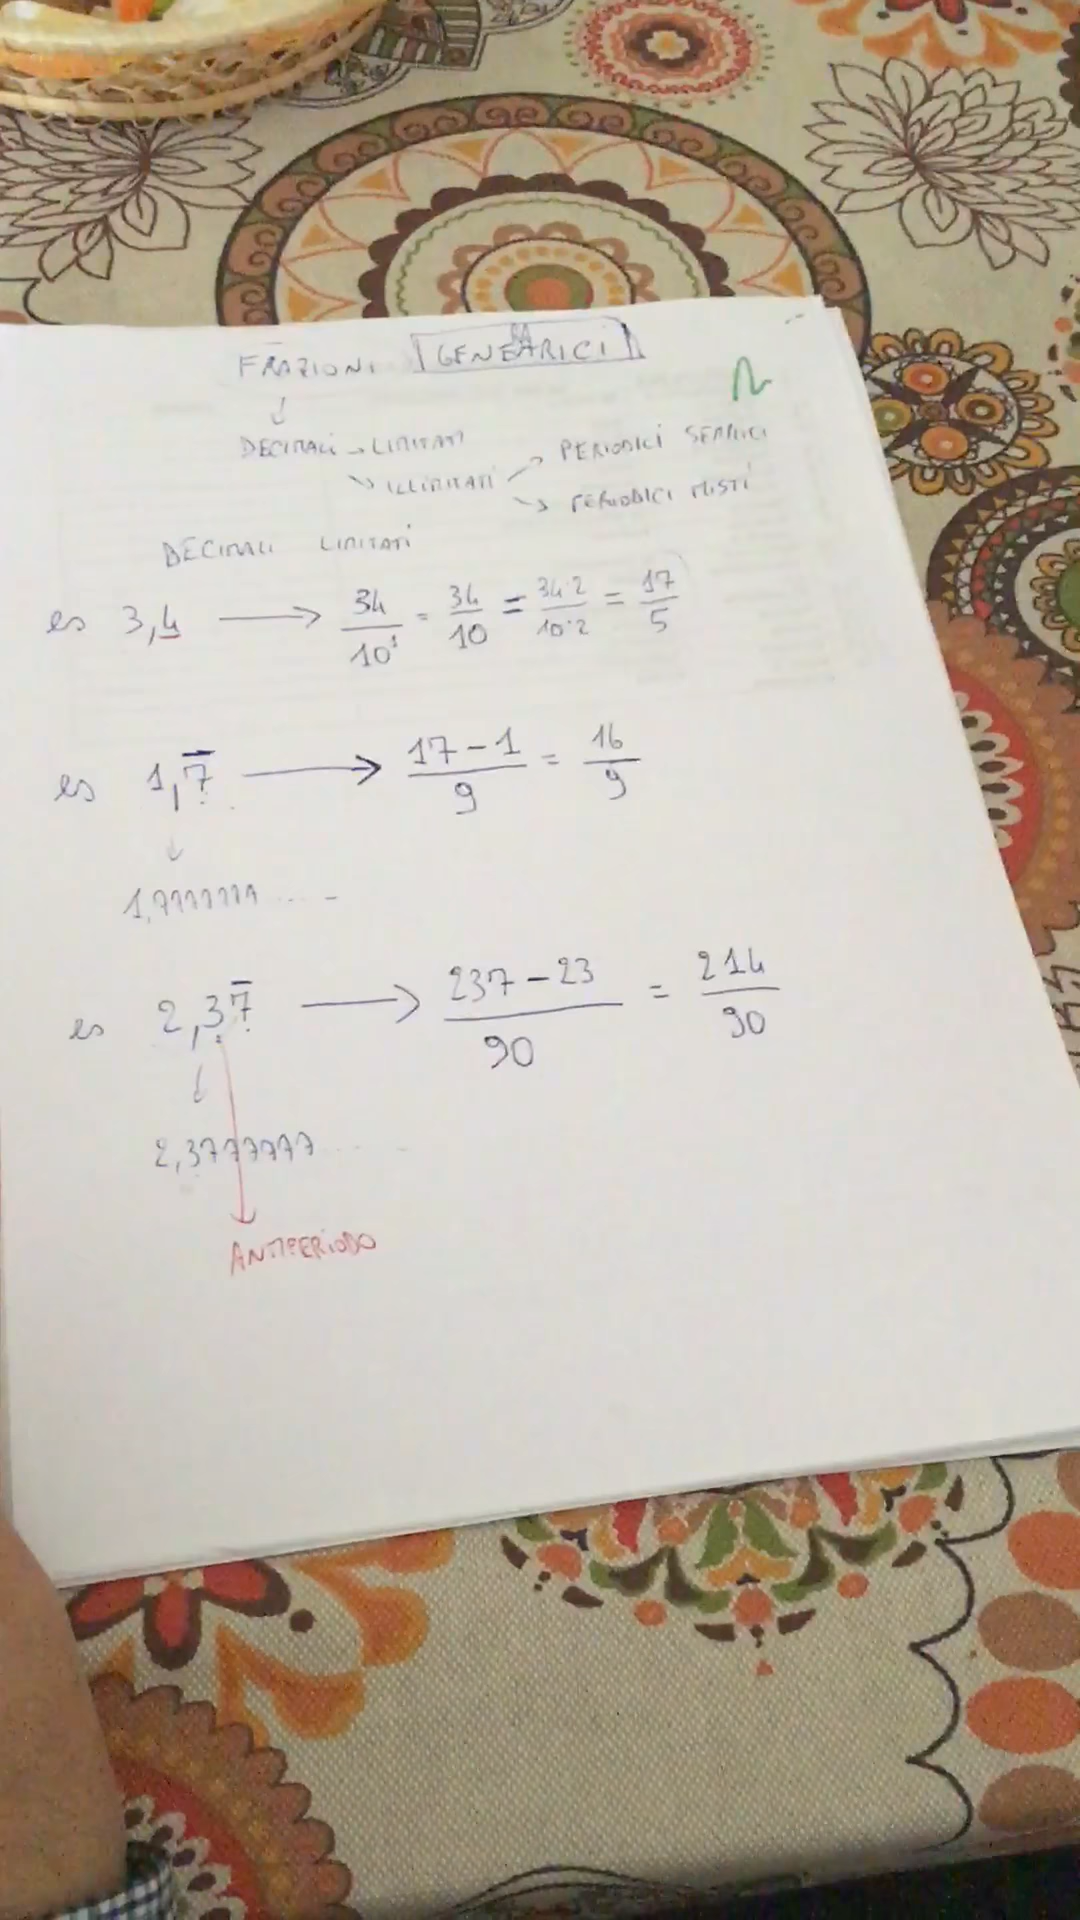 FRAZIONI GENERATRICI
↓
DECIMALI → LIMITATI
↘ ILLIMITATI → PERIODICI SEMPLICI
↘ PERIODICI MISTI
DECIMALI LIMITATI
es 3,4 → 34/10¹ = 34/10 = 34:2/10:2 = 17/5
es 1,7̅ → 17-1/9 = 16/9
↓
1,7777777.....
es 2,37̅ → 237-23/90 = 214/90
↓
2,3777777.....
ANTIPERIODO